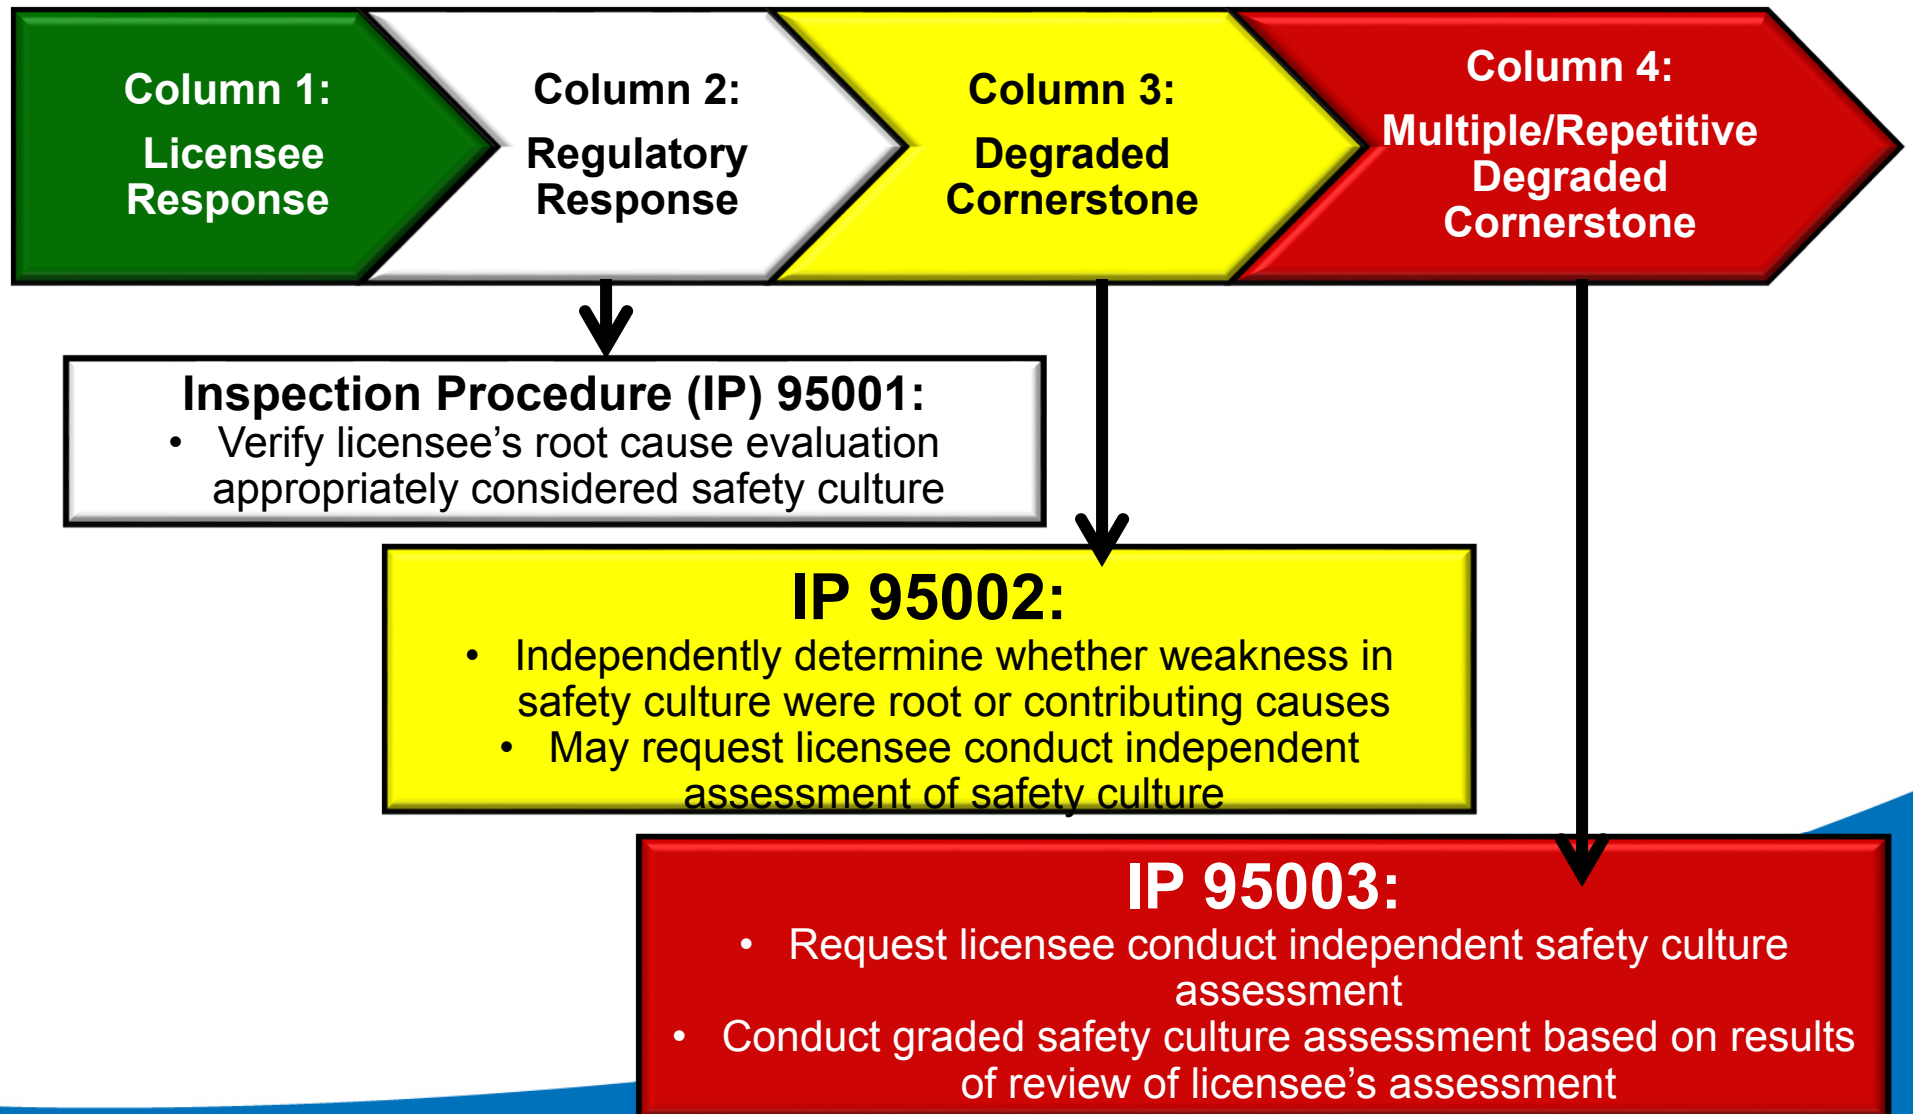 Column 1:
Licensee
Response
Column 2:
Regulatory
Response
Column 3:
Degraded
Cornerstone
Column 4:
Multiple/Repetitive
Degraded
Cornerstone
Inspection Procedure (IP) 95001:
• Verify licensee’s root cause evaluation
appropriately considered safety culture
IP 95002:
• Independently determine whether weakness in
safety culture were root or contributing causes
• May request licensee conduct independent
assessment of safety culture
IP 95003:
• Request licensee conduct independent safety culture
assessment
• Conduct graded safety culture assessment based on results
of review of licensee’s assessment